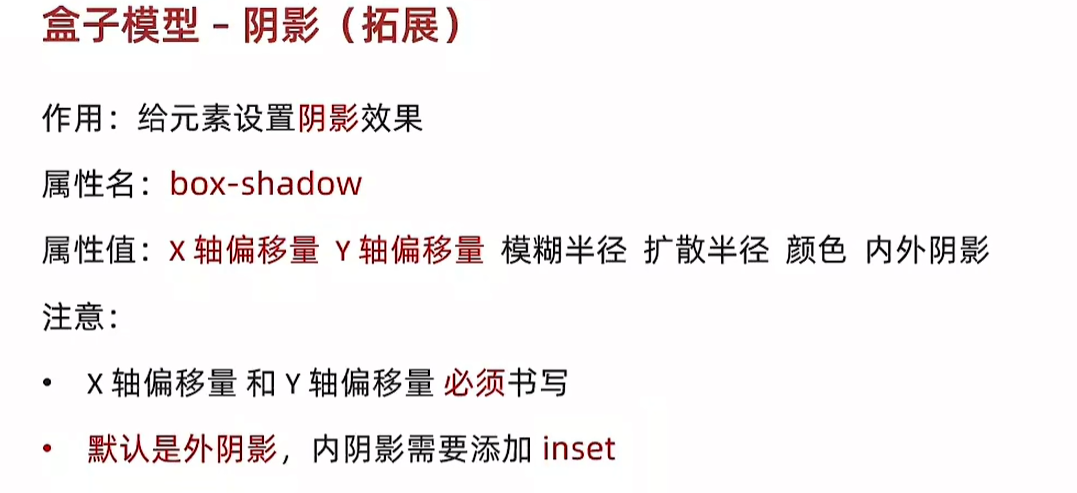 盒子模型 – 阴影（拓展）
作用：给元素设置阴影效果
属性名：box-shadow
属性值：X 轴偏移量 Y 轴偏移量 模糊半径 扩散半径 颜色 内外阴影
注意：
• X 轴偏移量 和 Y 轴偏移量 必须书写
• 默认是外阴影，内阴影需要添加 inset